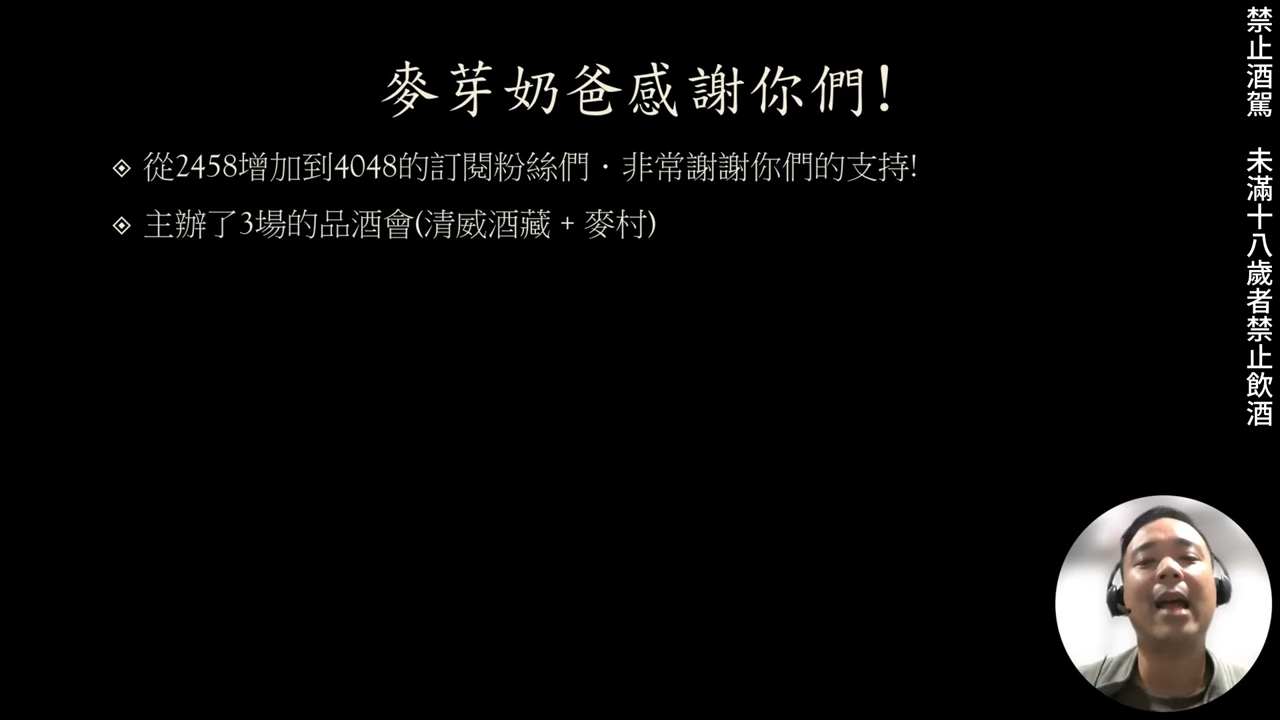 麥芽奶爸感謝你們!
從2458增加到4048的訂閱粉絲們，非常謝謝你們的支持!
主辦了3場的品酒會(清威酒藏 + 麥村)
禁止酒駕 未滿十八歲者禁止飲酒